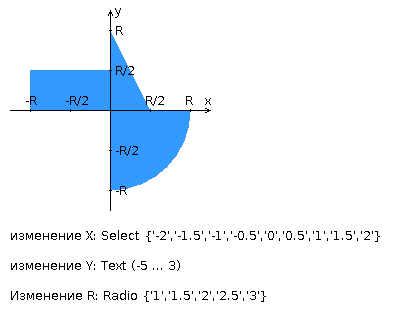 y
R
R/2
-R -R/2 R/2 R x
-R/2
-R
изменение X: Select {'-2','-1.5','-1','-0.5','0','0.5','1','1.5','2'}
изменение Y: Text (-5 ... 3)
Изменение R: Radio {'1','1.5','2','2.5','3'}